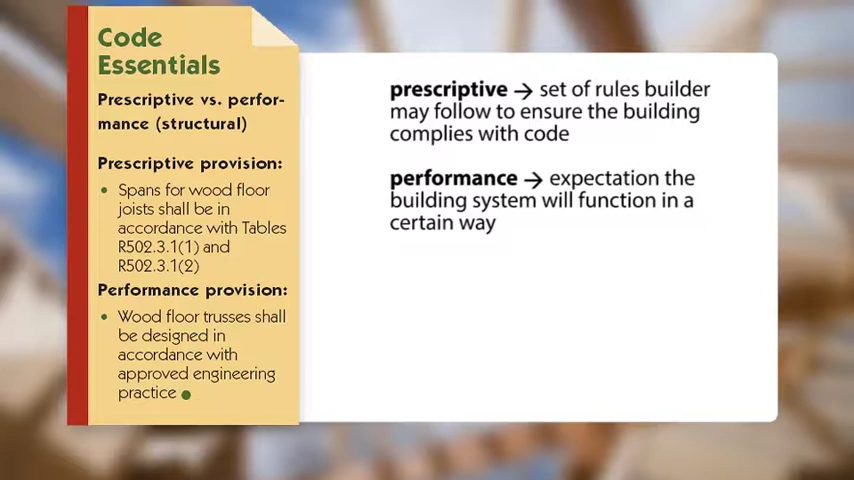 Code
Essentials
Prescriptive vs. perfor-
mance (structural)
Prescriptive provision:
• Spans for wood floor
joists shall be in
accordance with Tables
R502.3.1(1) and
R502.3.1(2)
Performance provision:
• Wood floor trusses shall
be designed in
accordance with
approved engineering
practice
prescriptive → set of rules builder
may follow to ensure the building
complies with code
performance → expectation the
building system will function in a
certain way